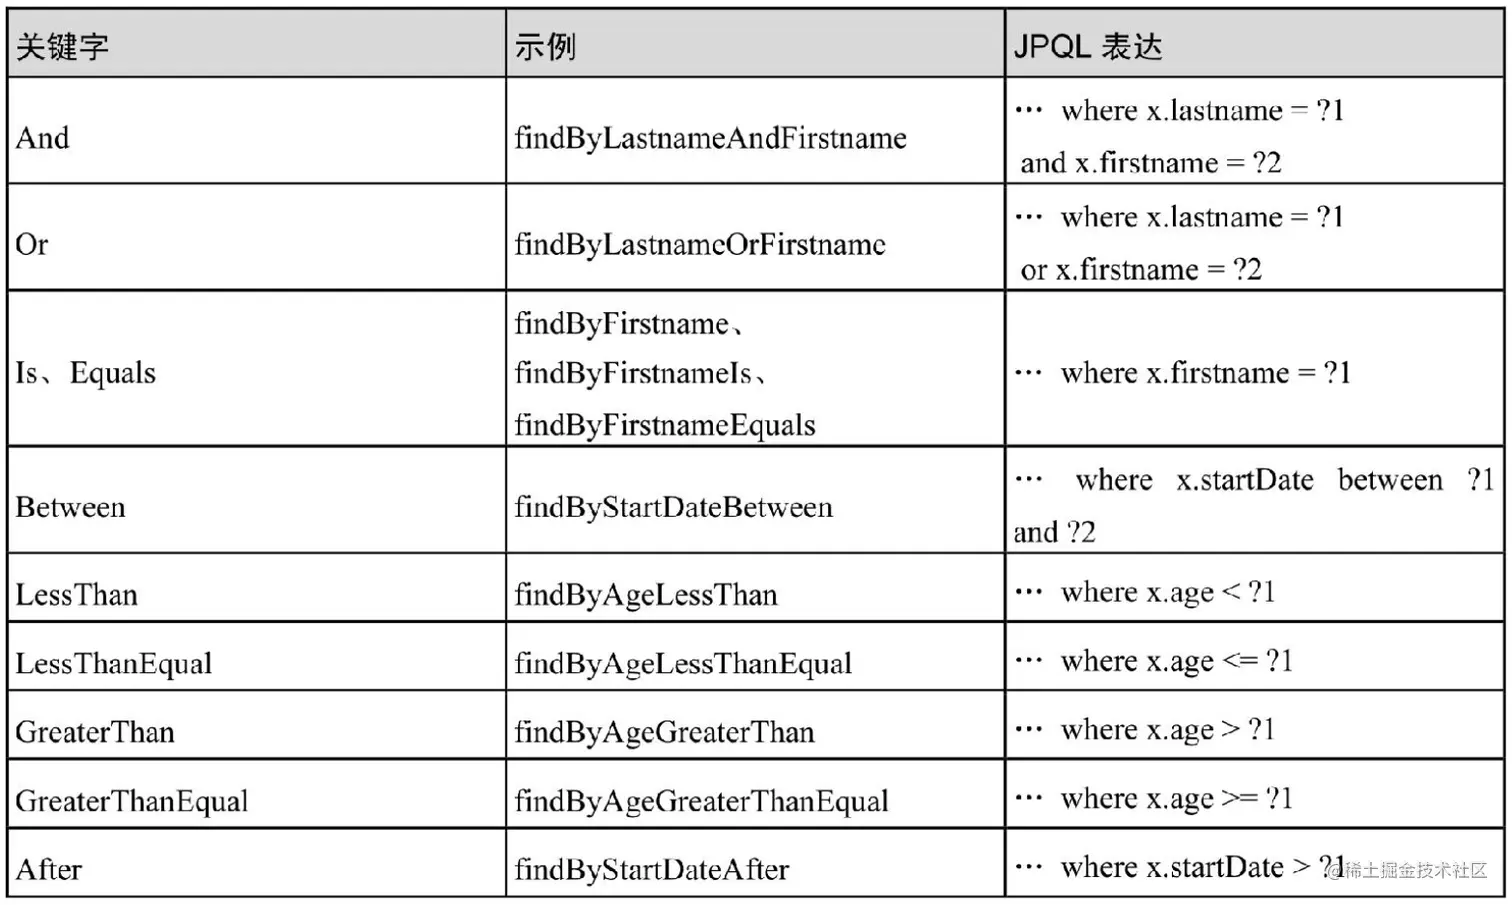 关键字 示例 JPQL 表达
And findByLastnameAndFirstname … where x.lastname = ?1
and x.firstname = ?2
Or findByLastnameOrFirstname … where x.lastname = ?1
or x.firstname = ?2
Is、Equals findByFirstname、
findByFirstnameIs、 … where x.firstname = ?1
findByFirstnameEquals
Between findByStartDateBetween … where x.startDate between ?1
and ?2
LessThan findByAgeLessThan … where x.age < ?1
LessThanEqual findByAgeLessThanEqual … where x.age <= ?1
GreaterThan findByAgeGreaterThan … where x.age > ?1
GreaterThanEqual findByAgeGreaterThanEqual … where x.age >= ?1
After findByStartDateAfter … where x.startDate > ?1
@稀土掘金技术社区